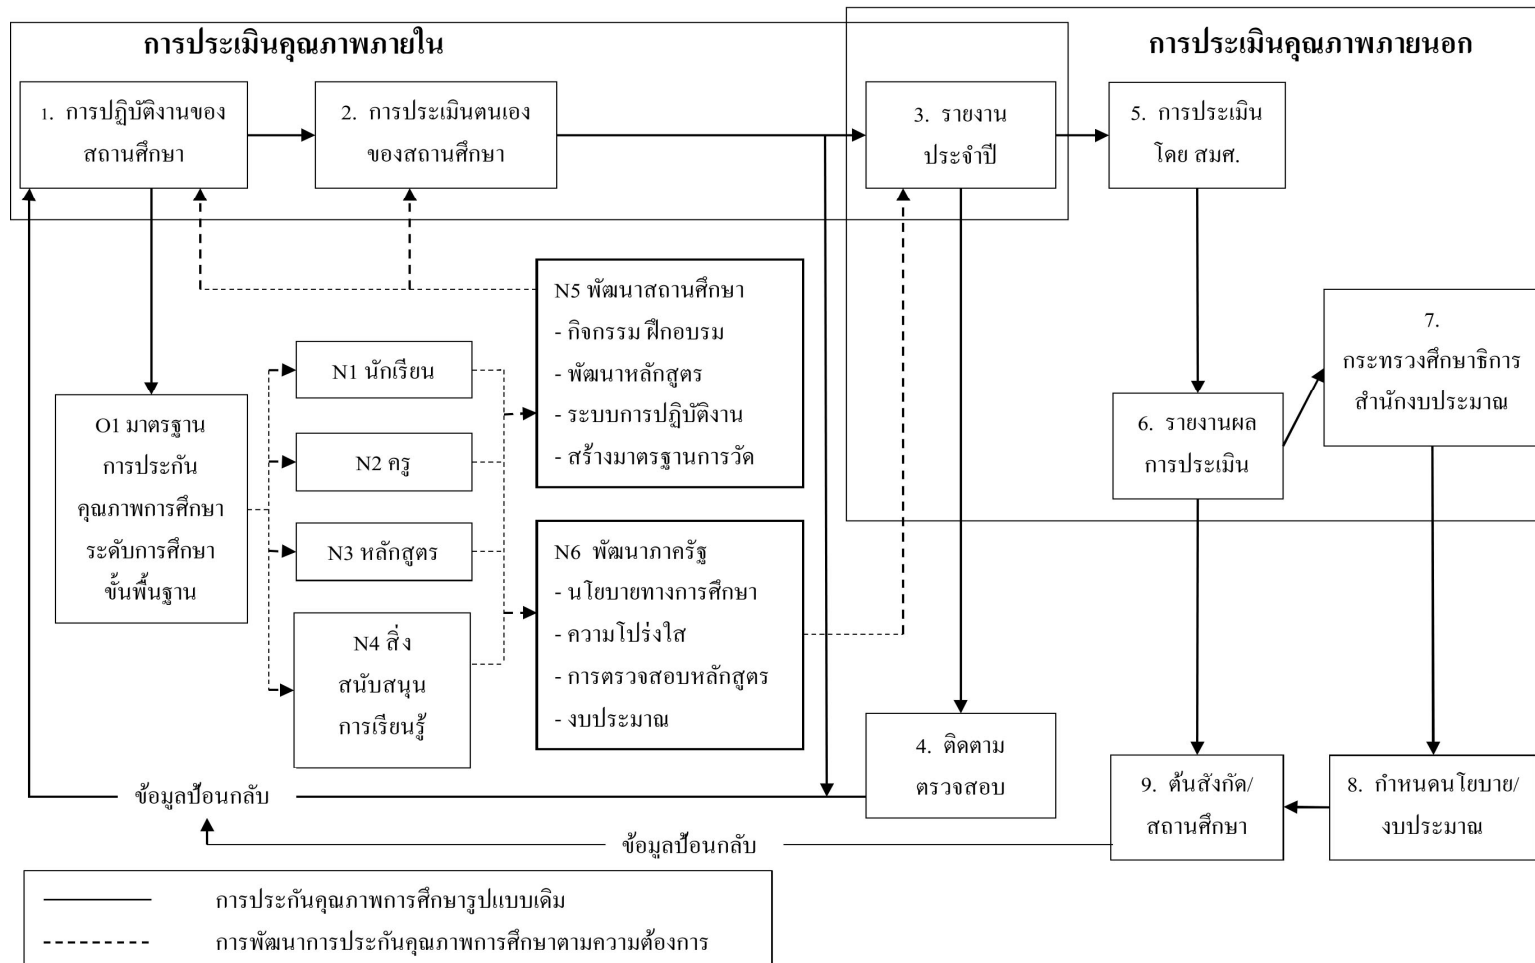 การประเมินคุณภาพภายใน
การประเมินคุณภาพภายนอก
1. การปฏิบัติงานของ
สถานศึกษา
2. การประเมินตนเอง
ของสถานศึกษา
3. รายงาน
ประจำปี
5. การประเมิน
โดย สมศ.
N5 พัฒนาสถานศึกษา
- กิจกรรม ฝึกอบรม
- พัฒนาหลักสูตร
- ระบบการปฏิบัติงาน
- สร้างมาตรฐานการวัด
7.
กระทรวงศึกษาธิการ
สำนักงบประมาณ
N1 นักเรียน
O1 มาตรฐาน
การประกัน
คุณภาพการศึกษา
ระดับการศึกษา
ขั้นพื้นฐาน
N2 ครู
N3 หลักสูตร
N4 สิ่ง
สนับสนุน
การเรียนรู้
6. รายงานผล
การประเมิน
N6 พัฒนาภาครัฐ
- นโยบายทางการศึกษา
- ความโปร่งใส
- การตรวจสอบหลักสูตร
- งบประมาณ
4. ติดตาม
ตรวจสอบ
9. ต้นสังกัด/
สถานศึกษา
8. กำหนดนโยบาย/
งบประมาณ
ข้อมูลป้อนกลับ
ข้อมูลป้อนกลับ
การประกันคุณภาพการศึกษารูปแบบเดิม
การพัฒนาการประกันคุณภาพการศึกษาตามความต้องการ